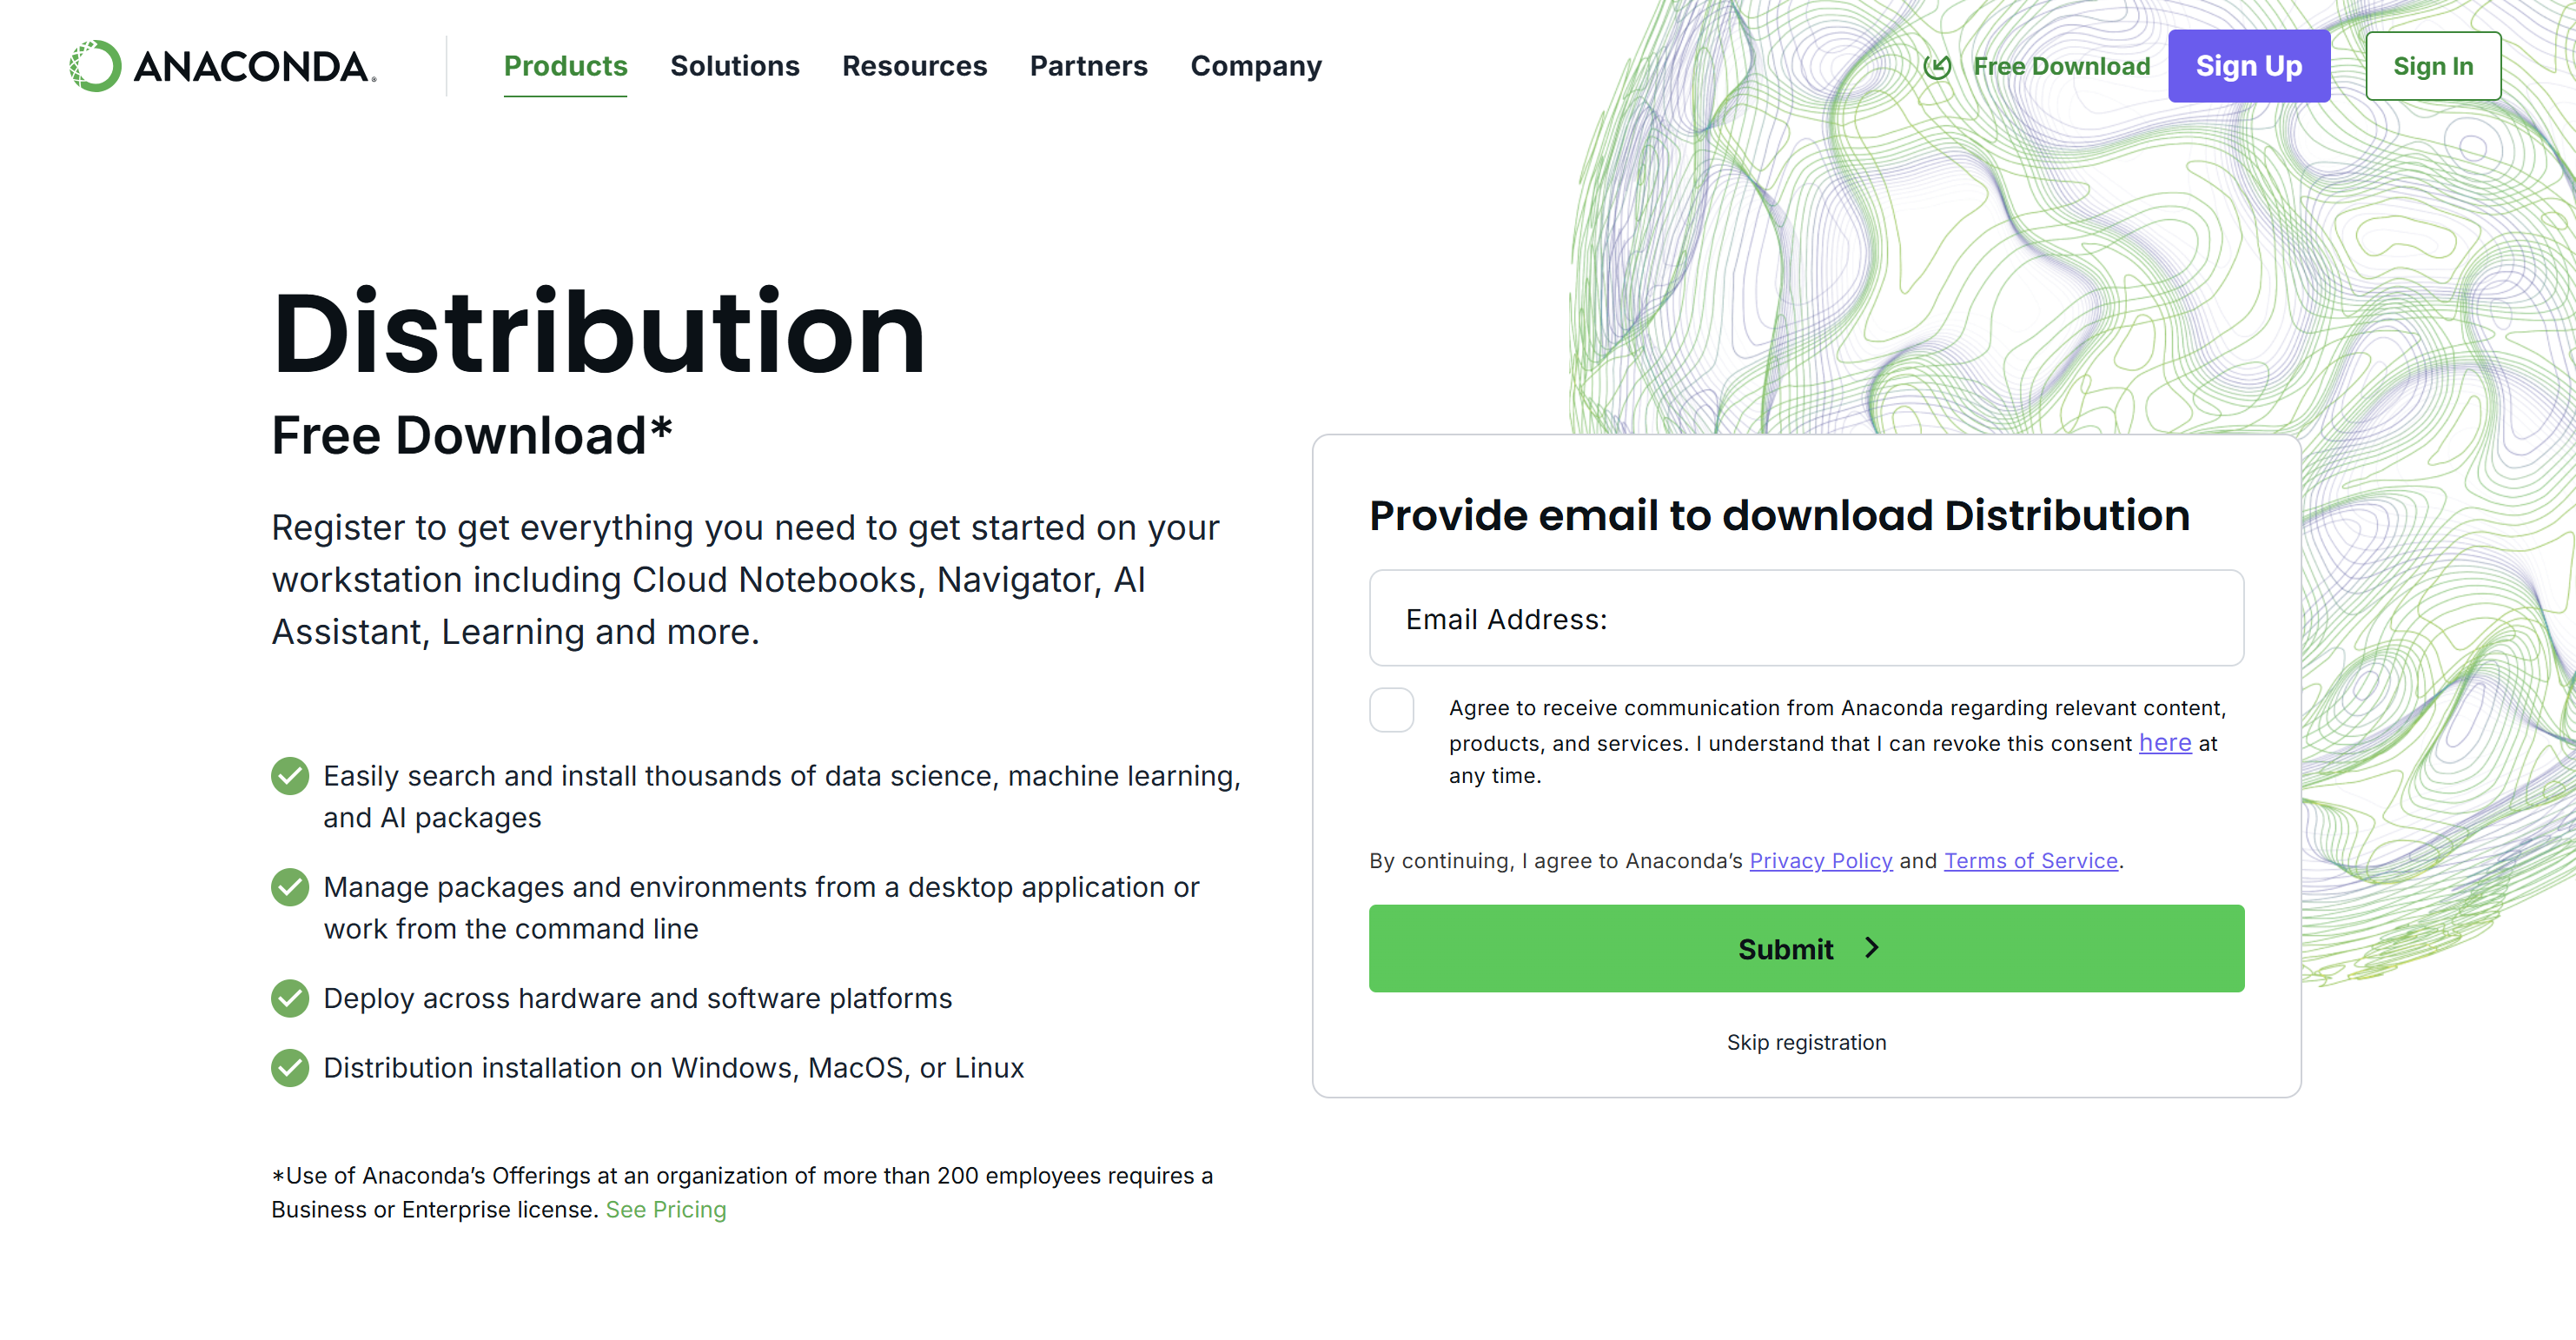 ANACONDA
Products Solutions Resources Partners Company
Free Download Sign Up Sign In
Distribution
Free Download*
Register to get everything you need to get started on your
workstation including Cloud Notebooks, Navigator, AI
Assistant, Learning and more.
Easily search and install thousands of data science, machine learning,
and AI packages
Manage packages and environments from a desktop application or
work from the command line
Deploy across hardware and software platforms
Distribution installation on Windows, MacOS, or Linux
*Use of Anaconda’s Offerings at an organization of more than 200 employees requires a
Business or Enterprise license. See Pricing
Provide email to download Distribution
Email Address:
Agree to receive communication from Anaconda regarding relevant content,
products, and services. I understand that I can revoke this consent here at
any time.
By continuing, I agree to Anaconda’s Privacy Policy and Terms of Service.
Submit
Skip registration